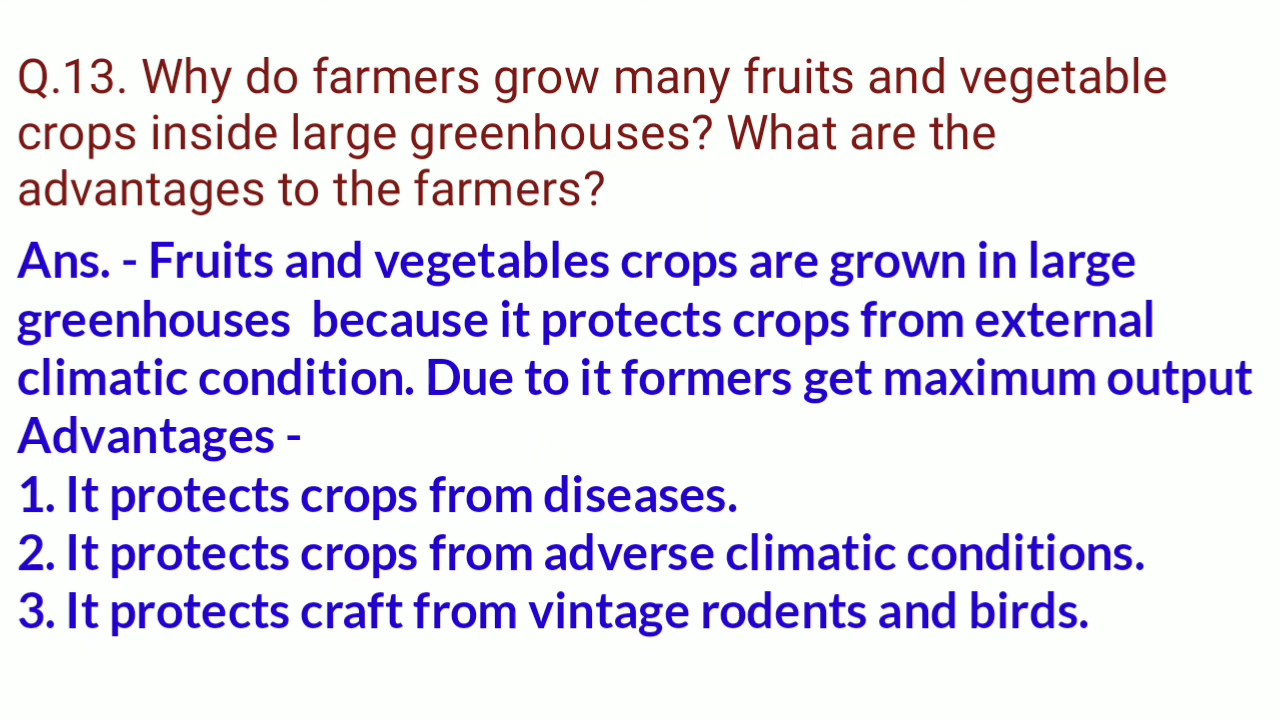 Q.13. Why do farmers grow many fruits and vegetable
crops inside large greenhouses? What are the
advantages to the farmers?
Ans. - Fruits and vegetables crops are grown in large
greenhouses  because it protects crops from external
climatic condition. Due to it formers get maximum output
Advantages -
1. It protects crops from diseases.
2. It protects crops from adverse climatic conditions.
3. It protects craft from vintage rodents and birds.